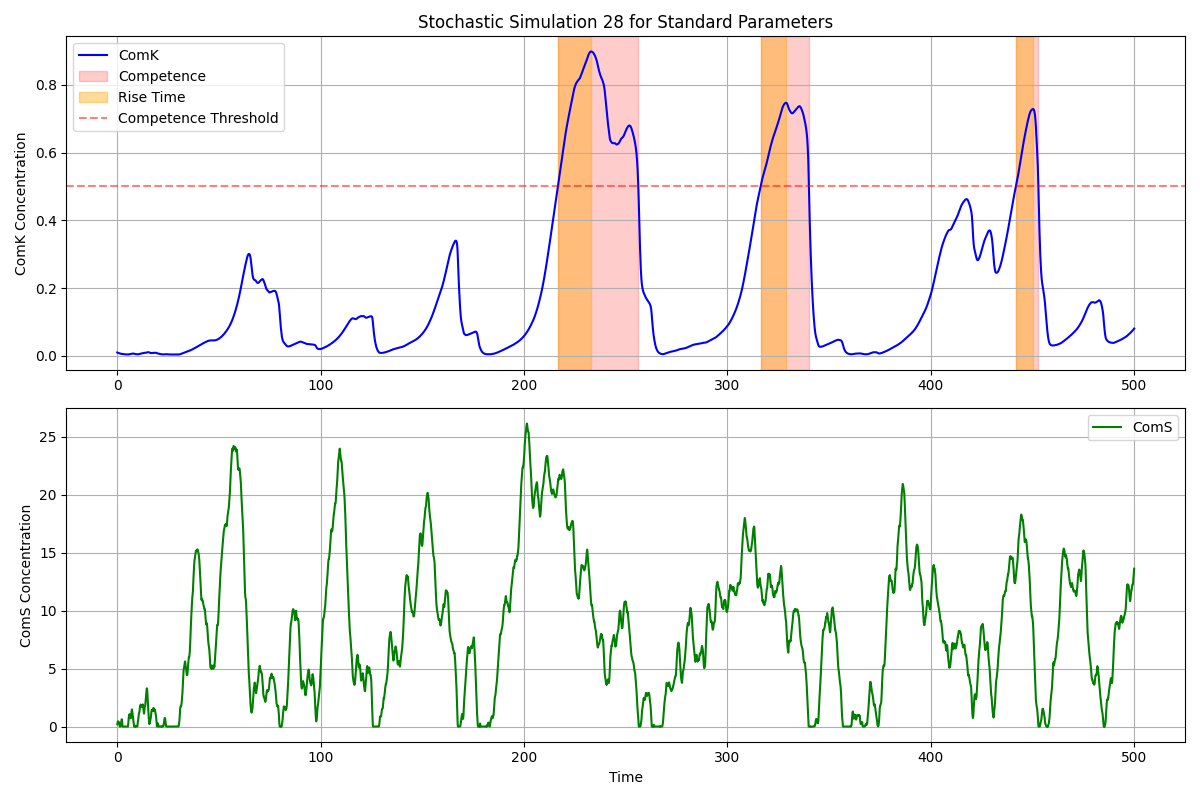 Stochastic Simulation 28 for Standard Parameters
ComK
Competence
Rise Time
Competence Threshold
ComK Concentration
0.8
0.6
0.4
0.2
0.0
0 100 200 300 400 500
ComS
ComS Concentration
25
20
15
10
5
0
0 100 200 300 400 500
Time